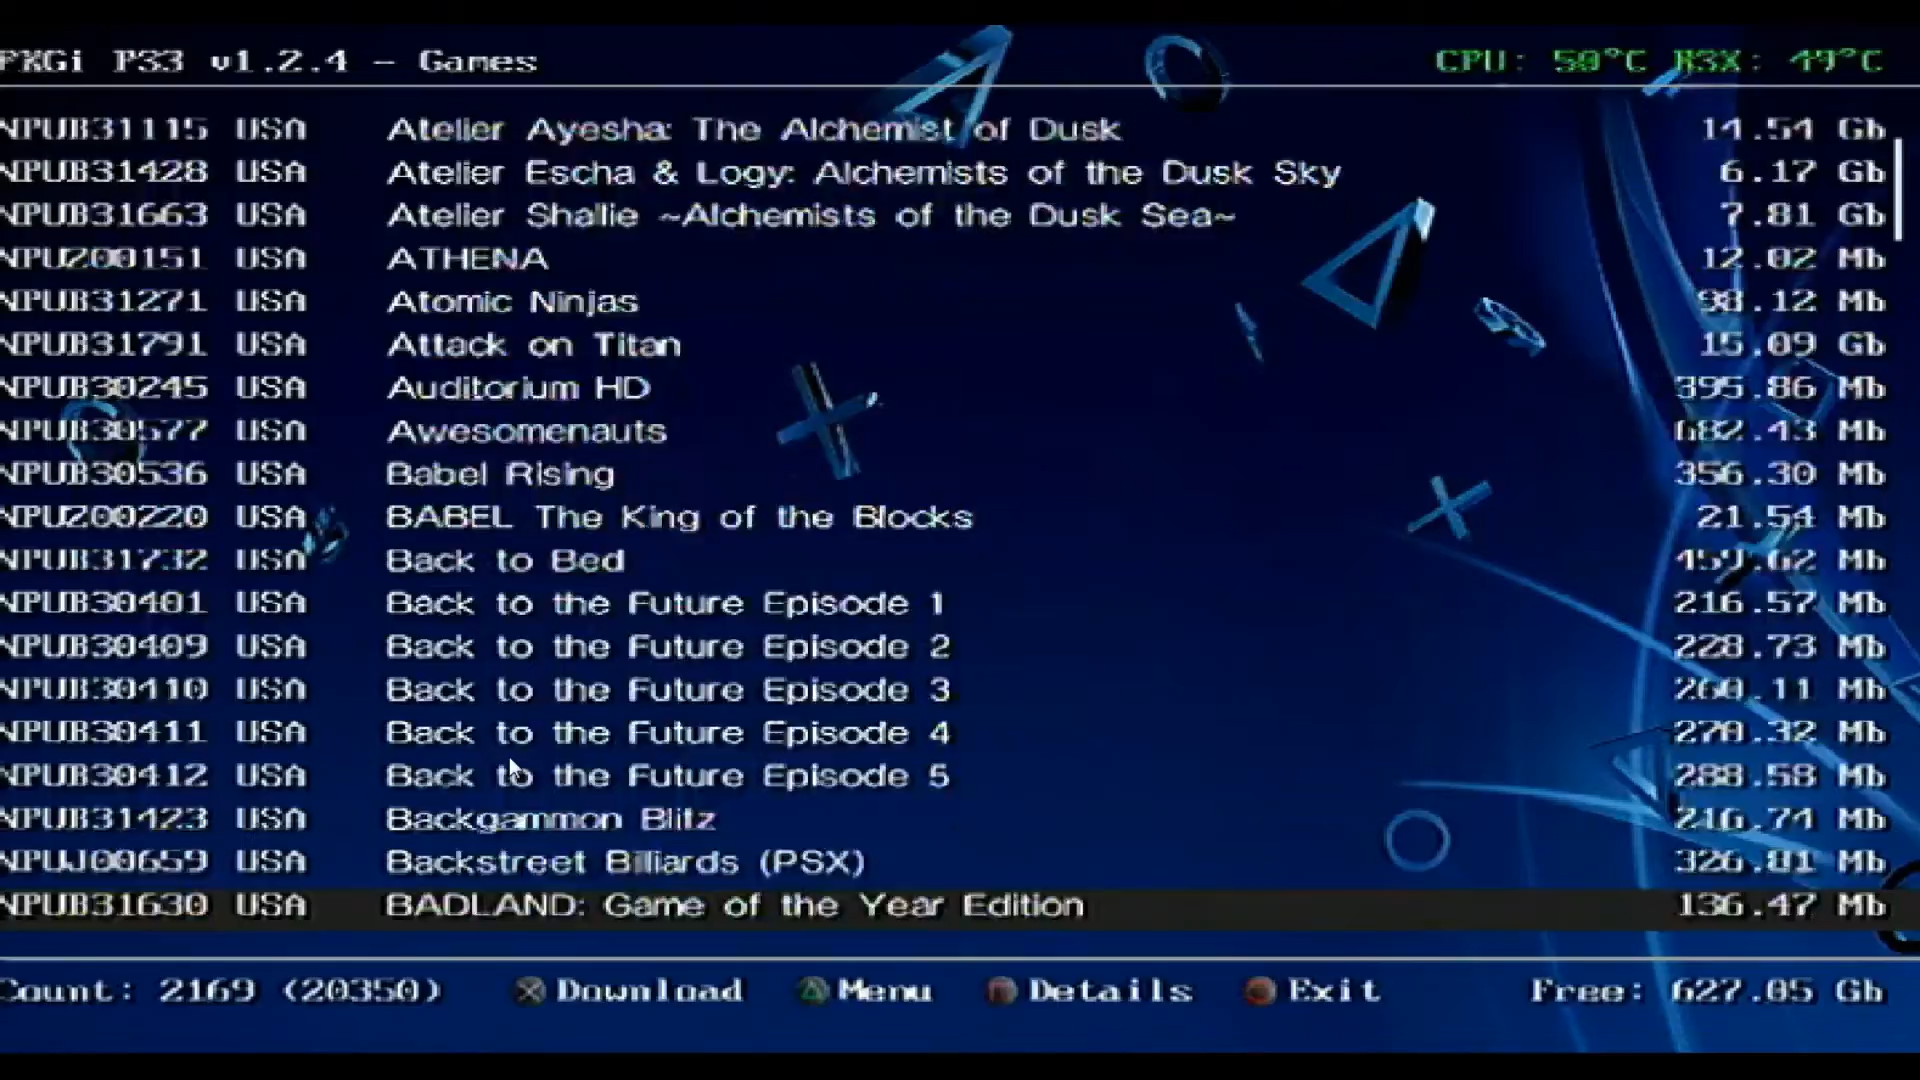 PKGi PS3 v1.2.4 - Games CPU: 50°C RSX: 49°C
NPUB31115 USA Atelier Ayesha: The Alchemist of Dusk 14.54 Gb
NPUB31428 USA Atelier Escha & Logy: Alchemists of the Dusk Sky 6.17 Gb
NPUB31663 USA Atelier Shallie ~Alchemists of the Dusk Sea~ 7.81 Gb
NPUZ00151 USA ATHENA 12.02 Mb
NPUB31271 USA Atomic Ninjas 98.12 Mb
NPUB31791 USA Attack on Titan 15.09 Gb
NPUB30245 USA Auditorium HD 395.86 Mb
NPUB30577 USA Awesomenauts 682.43 Mb
NPUB30536 USA Babel Rising 356.30 Mb
NPUZ00220 USA BABEL The King of the Blocks 21.54 Mb
NPUB31732 USA Back to Bed 459.62 Mb
NPUB30401 USA Back to the Future Episode 1 216.57 Mb
NPUB30409 USA Back to the Future Episode 2 228.73 Mb
NPUB30410 USA Back to the Future Episode 3 260.11 Mb
NPUB30411 USA Back to the Future Episode 4 270.32 Mb
NPUB30412 USA Back to the Future Episode 5 288.58 Mb
NPUB31423 USA Backgammon Blitz 216.74 Mb
NPUJ00659 USA Backstreet Billiards (PSX) 326.81 Mb
NPUB31630 USA BADLAND: Game of the Year Edition 136.47 Mb
Count: 2169 (20350) Download Menu Details Exit Free: 627.05 Gb